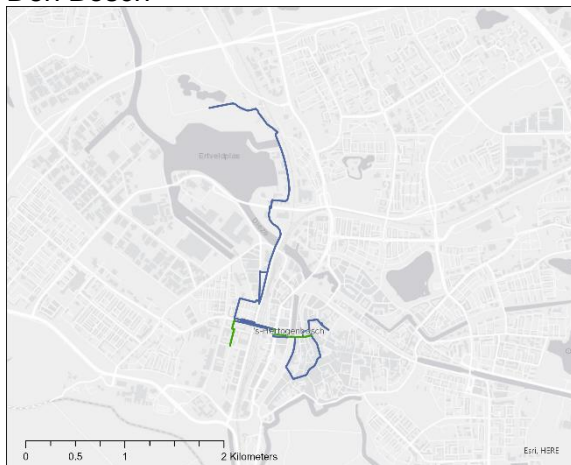 Den Bosch
Ertveldplas
's-Hertogenbosch
0 0.5 1 2 Kilometers
Esri, HERE